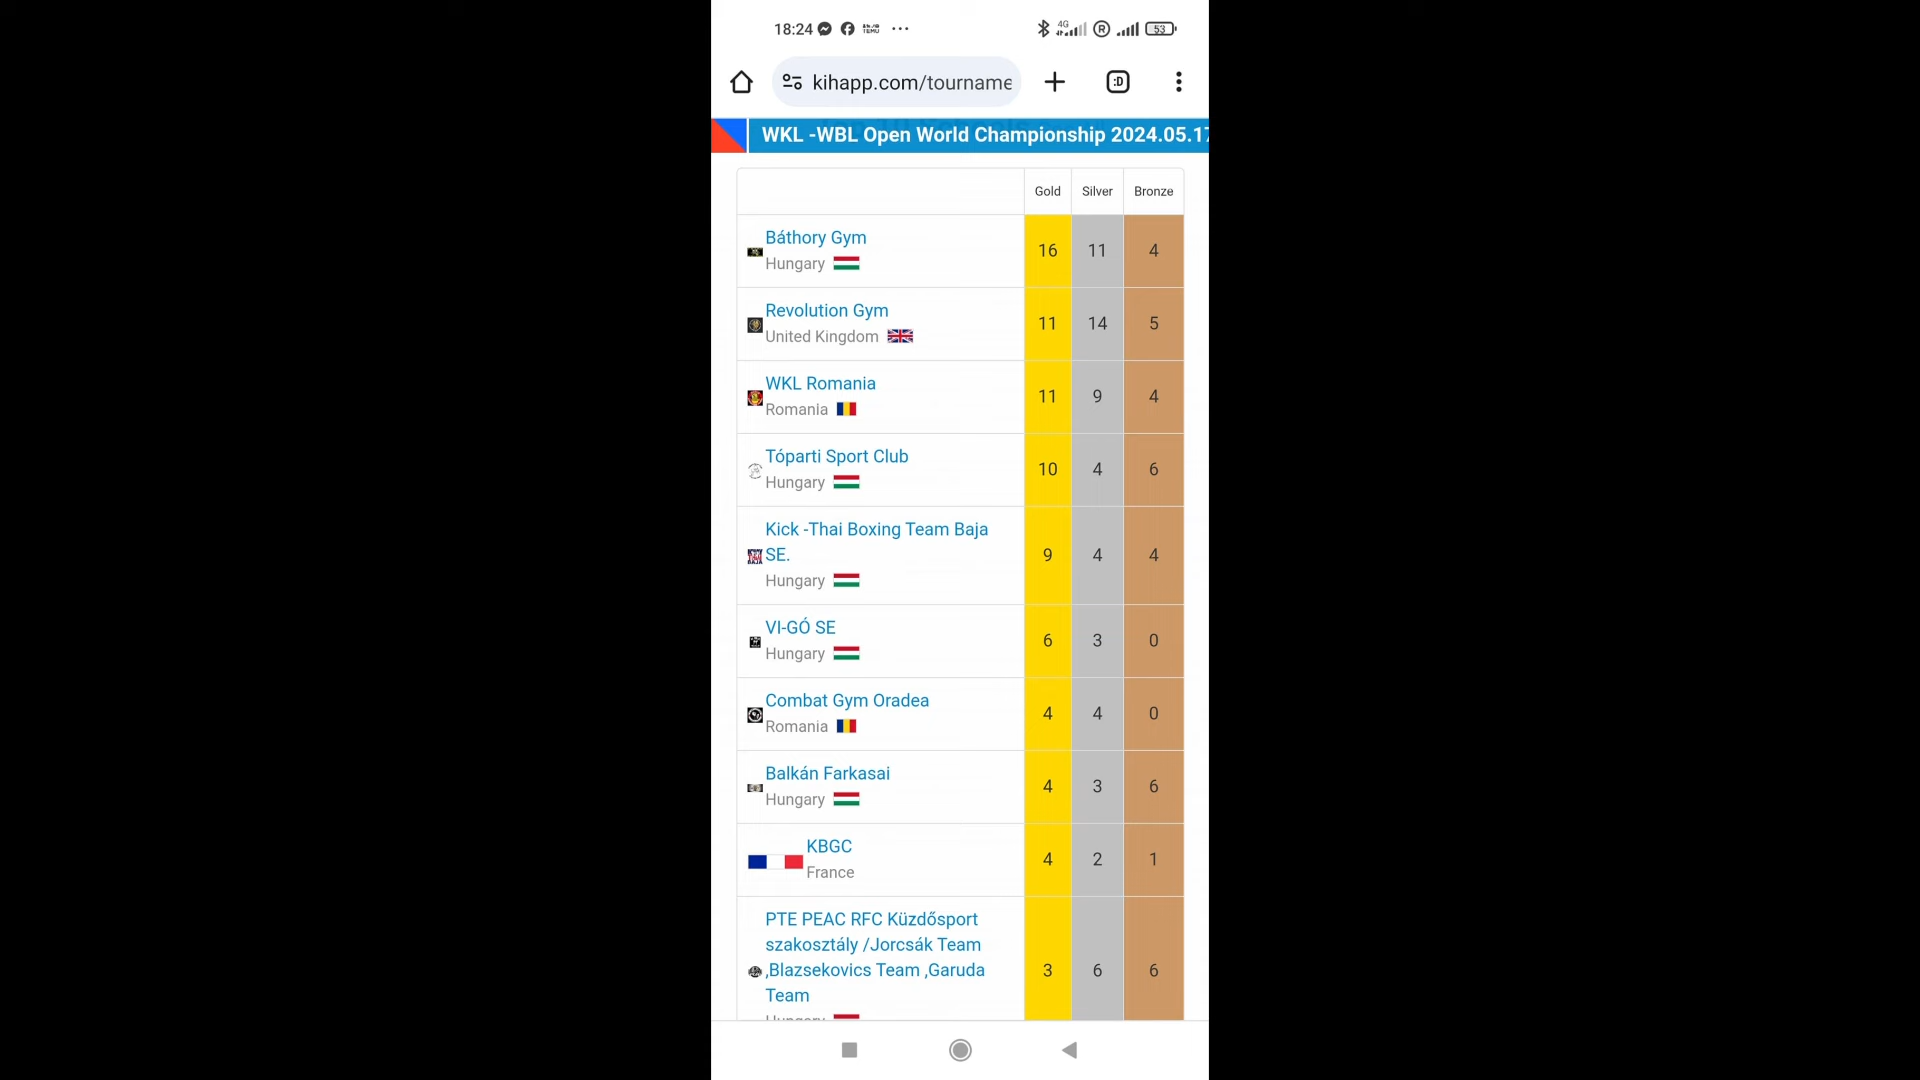 18:24
4G
53
kihapp.com/tourname
WKL -WBL Open World Championship 2024.05.17
Gold Silver Bronze
Báthory Gym
Hungary
16 11 4
Revolution Gym
United Kingdom
11 14 5
WKL Romania
Romania
11 9 4
Tóparti Sport Club
Hungary
10 4 6
Kick -Thai Boxing Team Baja
SE.
Hungary
9 4 4
VI-GÓ SE
Hungary
6 3 0
Combat Gym Oradea
Romania
4 4 0
Balkán Farkasai
Hungary
4 3 6
KBGC
France
4 2 1
PTE PEAC RFC Küzdősport
szakosztály /Jorcsák Team
,Blazsekovics Team ,Garuda
Team
Hungary
3 6 6